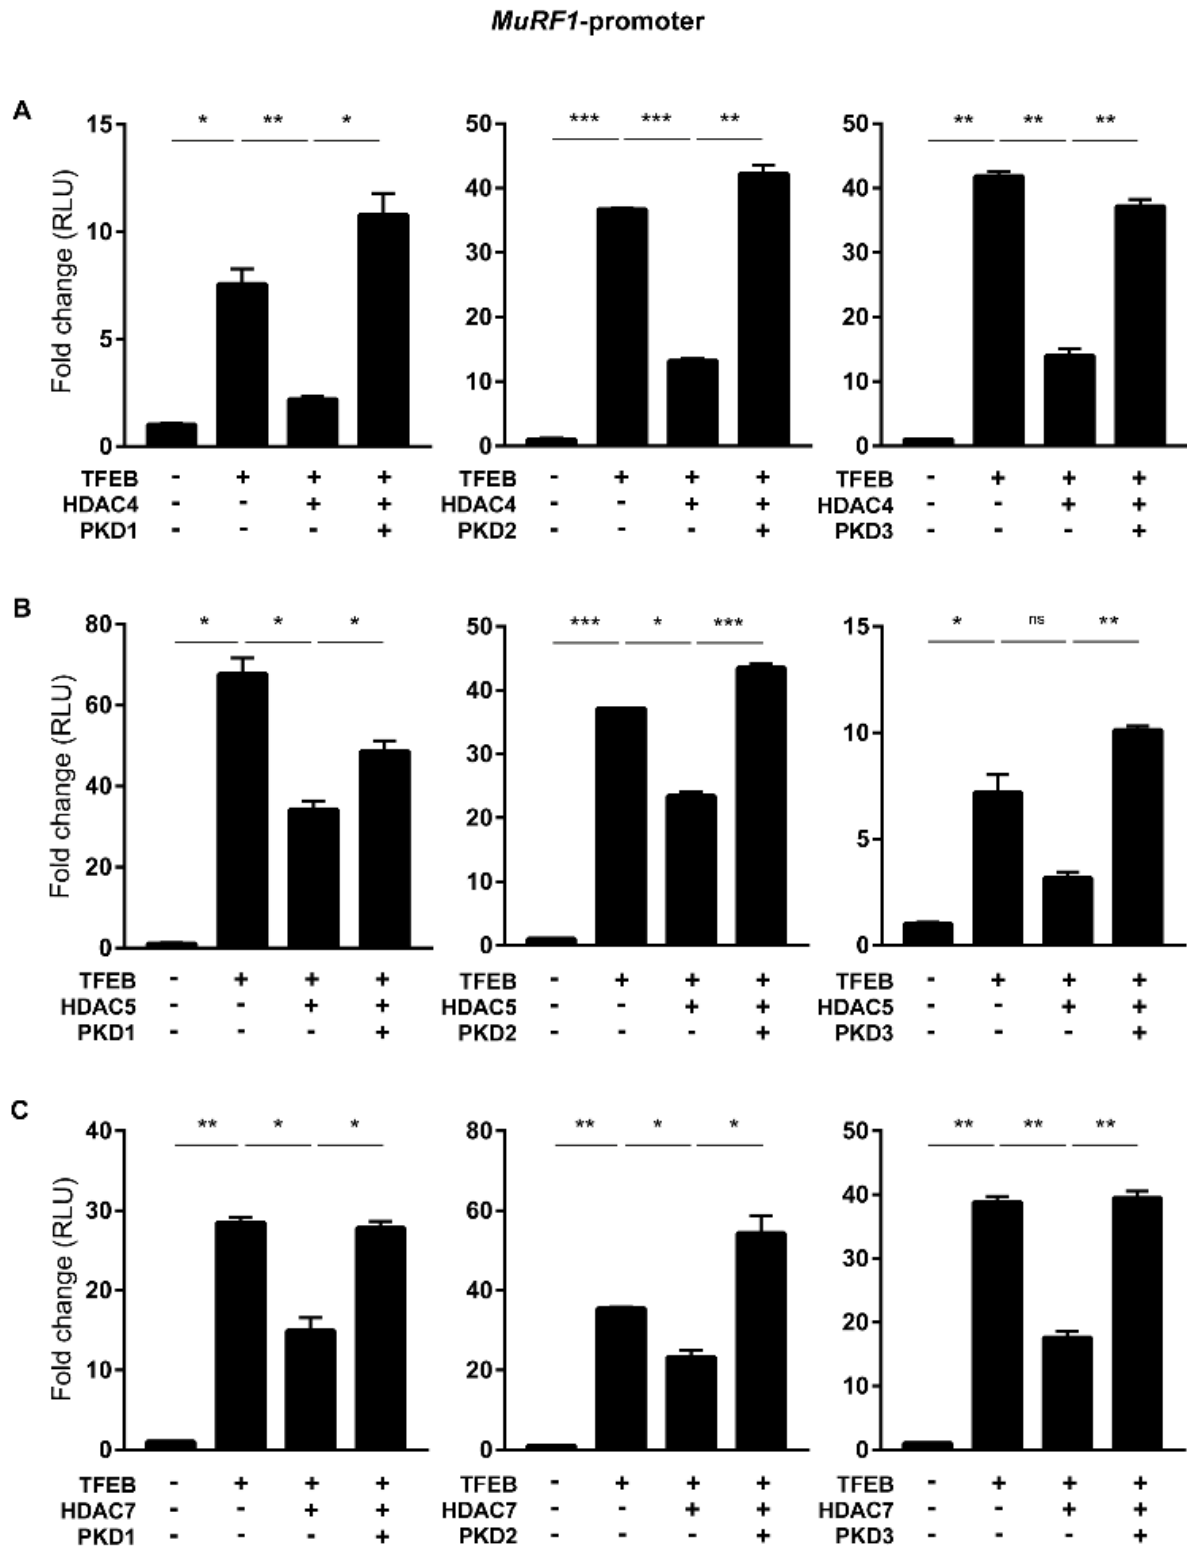 MuRF1-promoter
A
* ** *
*** *** **
** ** **
Fold change (RLU)
15
10
5
0
50
40
30
20
10
0
50
40
30
20
10
0
TFEB - + + +
HDAC4 - - + +
PKD1 - - - +
TFEB - + + +
HDAC4 - - + +
PKD2 - - - +
TFEB - + + +
HDAC4 - - + +
PKD3 - - - +
B
* * *
*** * ***
* ns **
Fold change (RLU)
80
60
40
20
0
50
40
30
20
10
0
15
10
5
0
TFEB - + + +
HDAC5 - - + +
PKD1 - - - +
TFEB - + + +
HDAC5 - - + +
PKD2 - - - +
TFEB - + + +
HDAC5 - - + +
PKD3 - - - +
C
** * *
** * *
** ** **
Fold change (RLU)
40
30
20
10
0
80
60
40
20
0
50
40
30
20
10
0
TFEB - + + +
HDAC7 - - + +
PKD1 - - - +
TFEB - + + +
HDAC7 - - + +
PKD2 - - - +
TFEB - + + +
HDAC7 - - + +
PKD3 - - - +